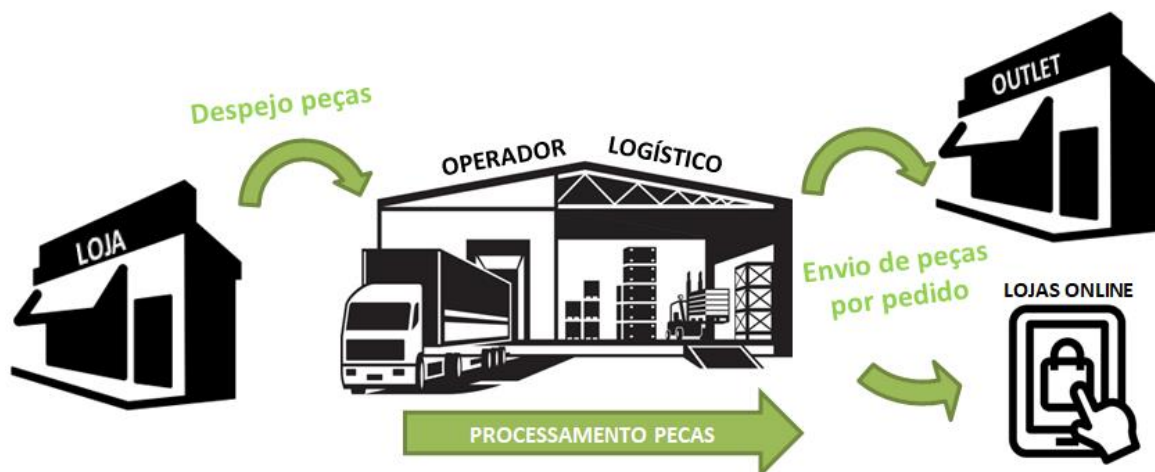 Despejo peças
LOJA
OPERADOR LOGÍSTICO
OUTLET
Envio de peças
por pedido
LOJAS ONLINE
PROCESSAMENTO PECAS